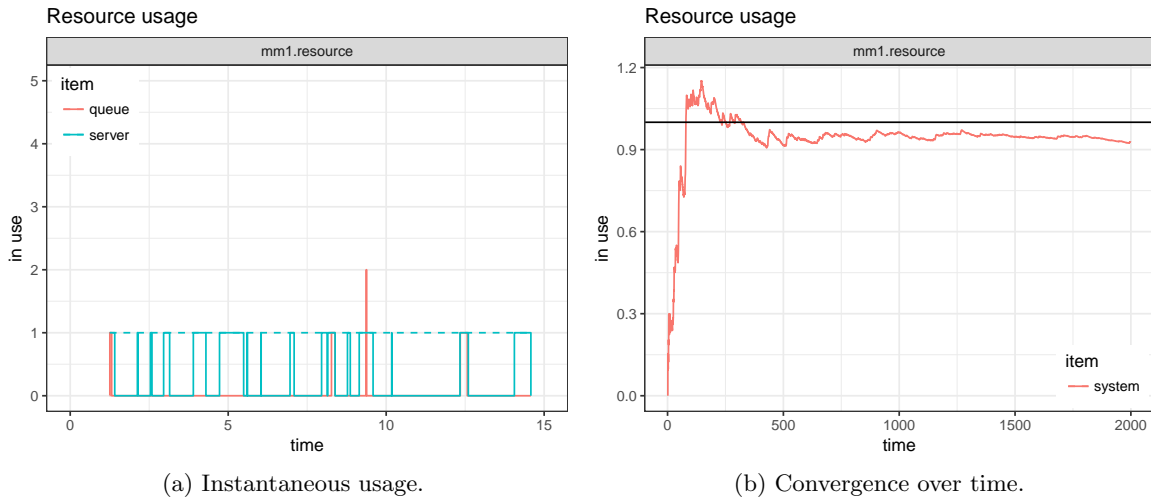 Resource usage
mm1.resource
5
4
3
2
1
0
in use
item
queue
server
0
5
10
15
time
(a) Instantaneous usage.
Resource usage
mm1.resource
1.2
0.9
0.6
0.3
0.0
in use
item
system
0
500
1000
1500
2000
time
(b) Convergence over time.